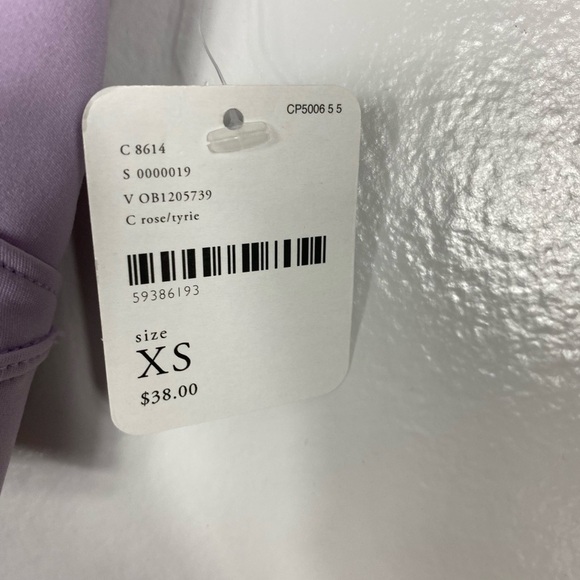 CP5006 5 5
C 8614
S 0000019
V OB1205739
C rose/tyrie
59386193
size
XS
$38.00